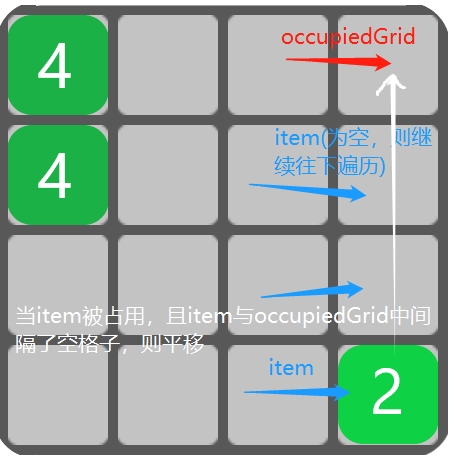 4
occupiedGrid
4
item(为空，则继
续往下遍历)
当item被占用，且item与occupiedGrid中间
隔了空格子，则平移
item
2